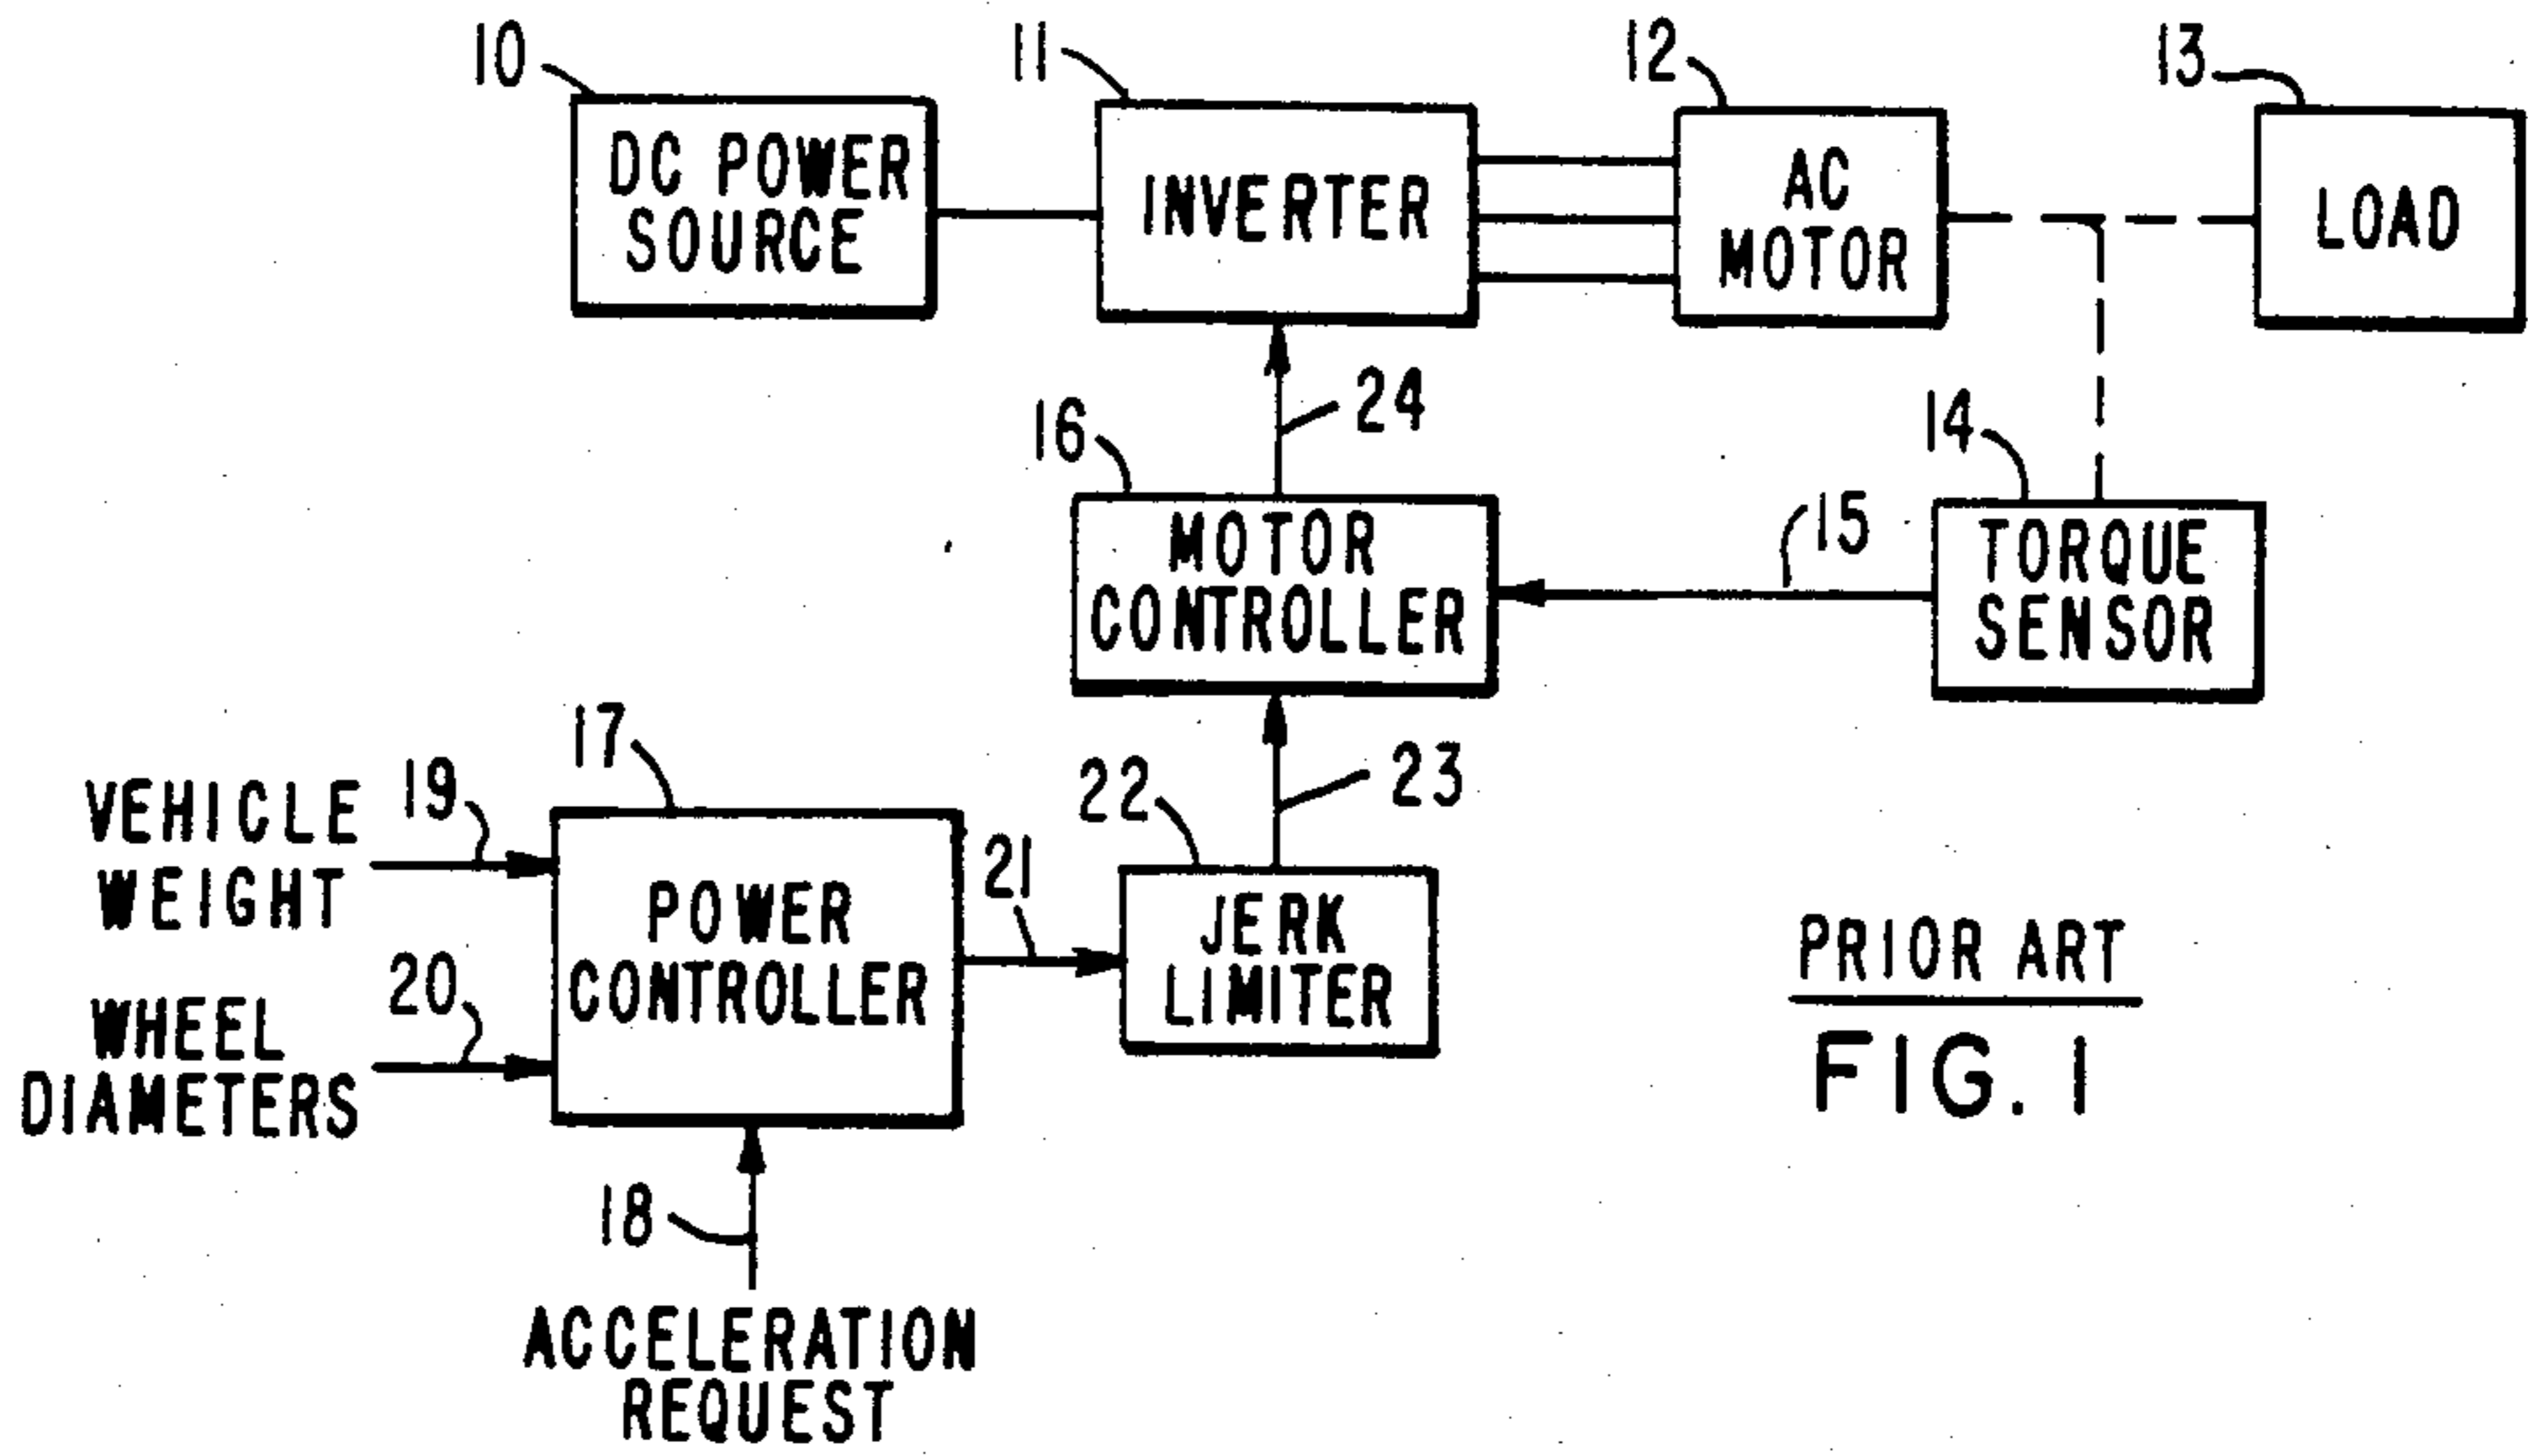 10
11
12
13
DC POWER
SOURCE
INVERTER
AC
MOTOR
LOAD
24
16
14
15
MOTOR
CONTROLLER
TORQUE
SENSOR
17
19
22
23
VEHICLE
WEIGHT
20
WHEEL
DIAMETERS
POWER
CONTROLLER
21
JERK
LIMITER
18
ACCELERATION
REQUEST
PRIOR ART
FIG. 1